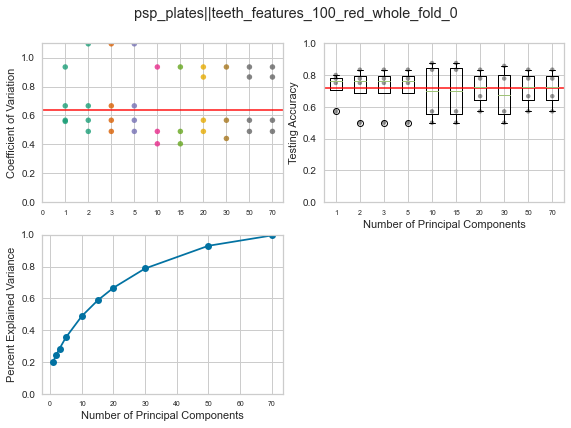 psp_plates||teeth_features_100_red_whole_fold_0
Coefficient of Variation
1.0
0.8
0.6
0.4
0.2
0.0
0 1 2 3 5 10 15 20 30 50 70
Testing Accuracy
1.0
0.8
0.6
0.4
0.2
0.0
1 2 3 5 10 15 20 30 50 70
Number of Principal Components
Percent Explained Variance
1.0
0.8
0.6
0.4
0.2
0.0
0 10 20 30 40 50 60 70
Number of Principal Components